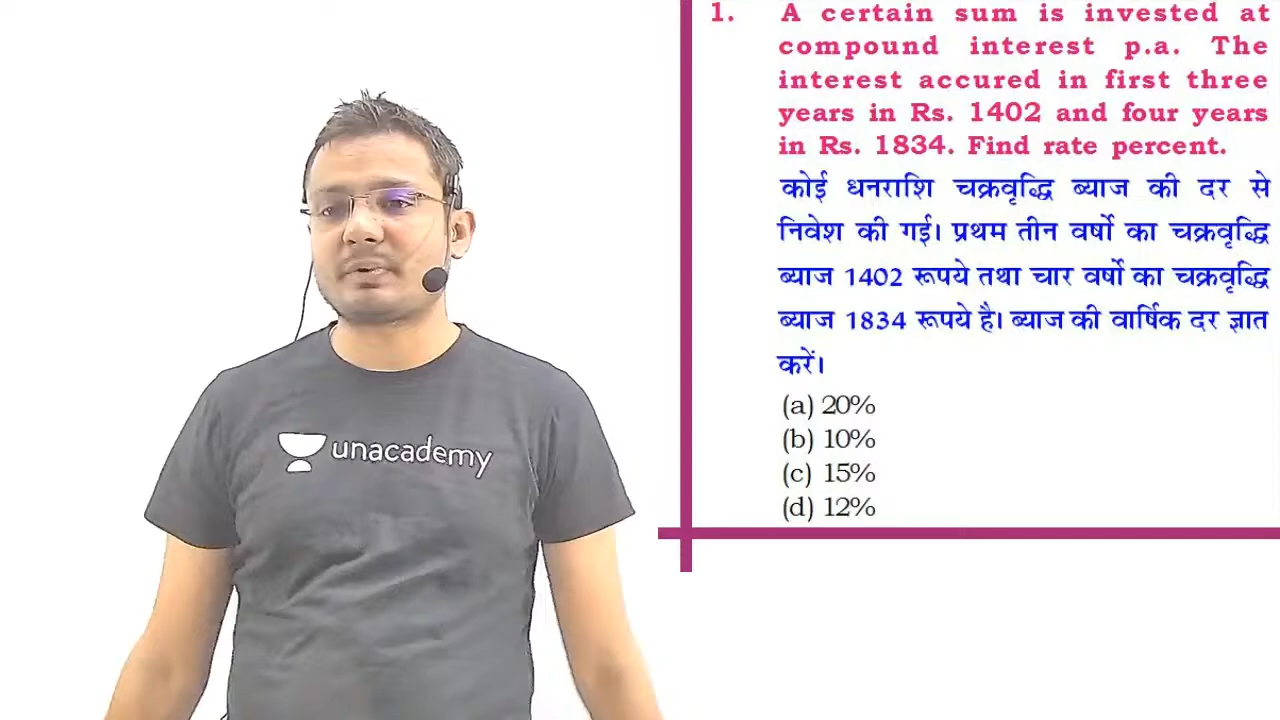 1. A certain sum is invested at
compound interest p.a. The
interest accured in first three
years in Rs. 1402 and four years
in Rs. 1834. Find rate percent.
कोई धनराशि चक्रवृद्धि ब्याज की दर से
निवेश की गई। प्रथम तीन वर्षो का चक्रवृद्धि
ब्याज 1402 रूपये तथा चार वर्षो का चक्रवृद्धि
ब्याज 1834 रूपये है। ब्याज की वार्षिक दर ज्ञात
करें।
(a) 20%
(b) 10%
(c) 15%
(d) 12%
unacademy